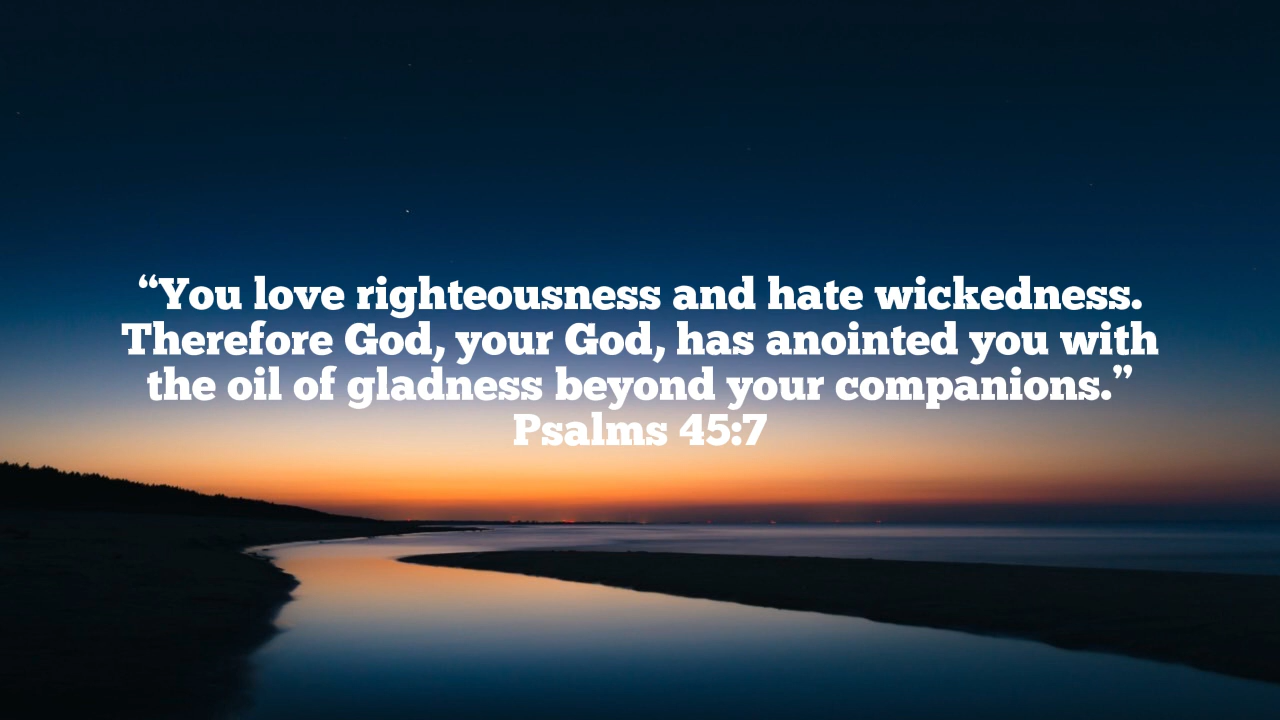 “You love righteousness and hate wickedness.
Therefore God, your God, has anointed you with
the oil of gladness beyond your companions.”
Psalms 45:7